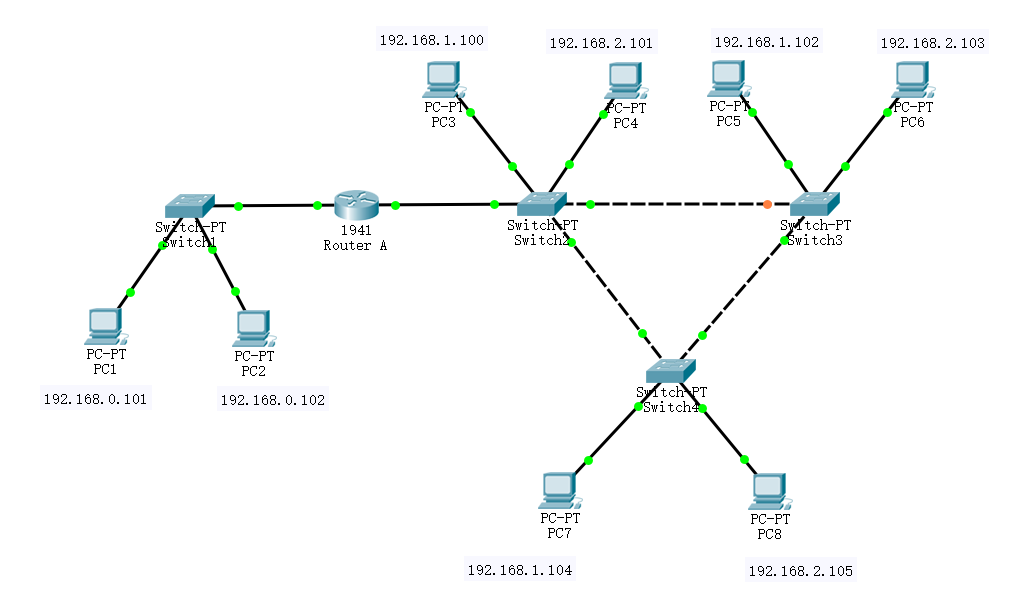 192.168.1.100
192.168.2.101
192.168.1.102
192.168.2.103
PC-PT
PC3
PC-PT
PC4
PC-PT
PC5
PC-PT
PC6
Switch-PT
Switch1
1941
Router A
Switch-PT
Switch2
Switch-PT
Switch3
PC-PT
PC1
PC-PT
PC2
192.168.0.101
192.168.0.102
Switch-PT
Switch4
PC-PT
PC7
PC-PT
PC8
192.168.1.104
192.168.2.105